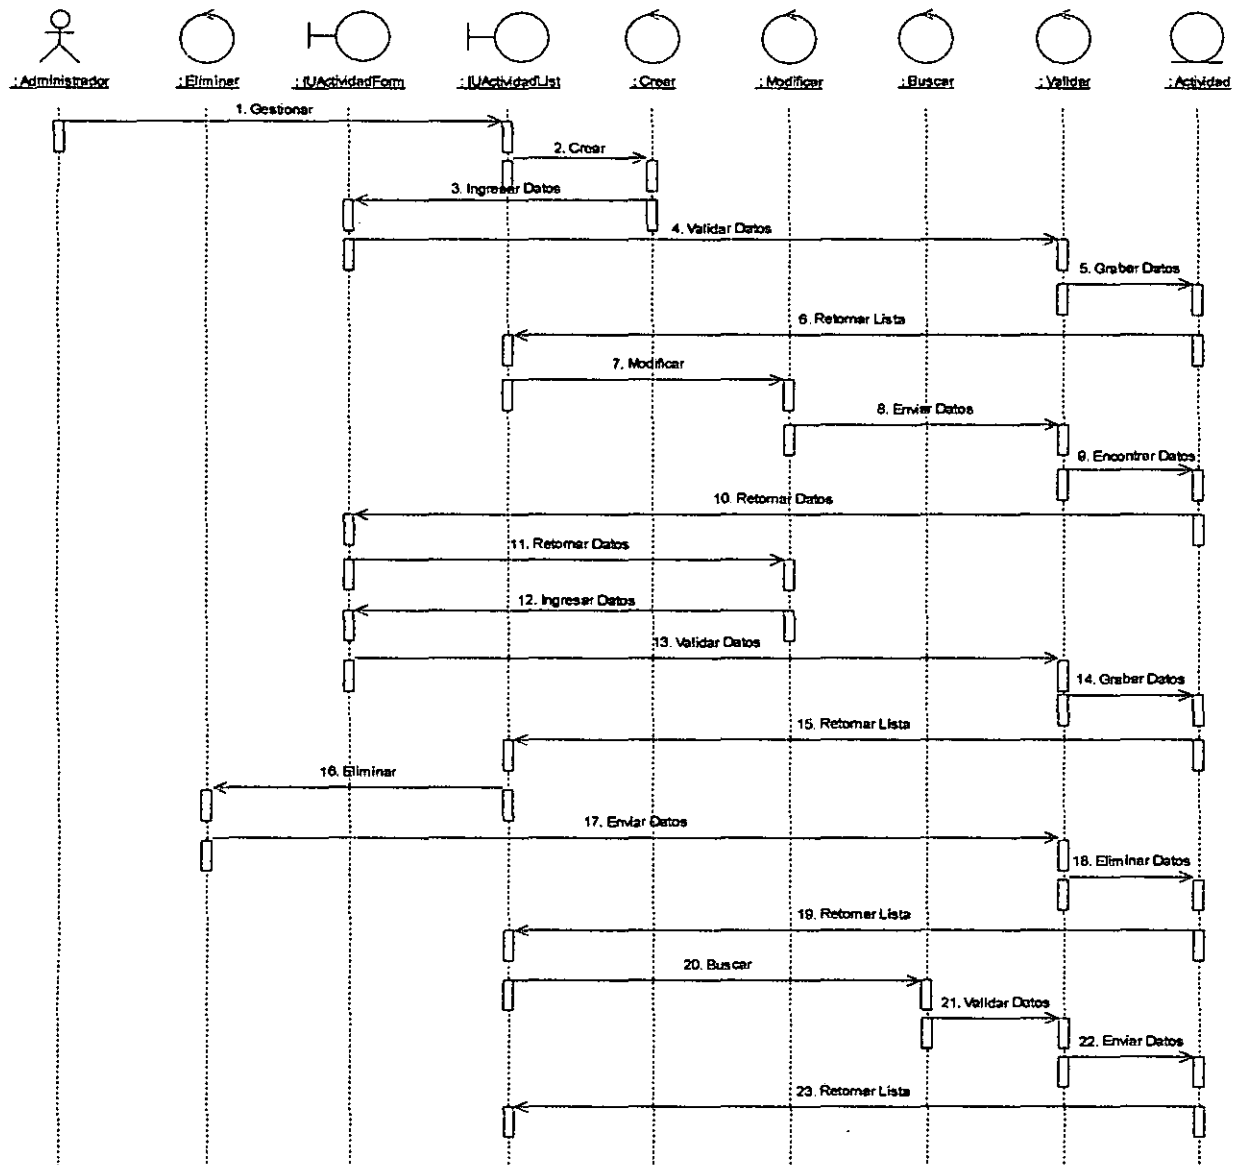 : Administrador
: Eliminar
: IUActividadForm
: IUActividadList
: Crear
: Modificar
: Buscar
: Validar
: Actividad
1. Gestionar
2. Crear
3. Ingresar Datos
4. Validar Datos
5. Grabar Datos
6. Retornar Lista
7. Modificar
8. Enviar Datos
9. Encontrar Datos
10. Retornar Datos
11. Retornar Datos
12. Ingresar Datos
13. Validar Datos
14. Grabar Datos
15. Retornar Lista
16. Eliminar
17. Enviar Datos
18. Eliminar Datos
19. Retornar Lista
20. Buscar
21. Validar Datos
22. Enviar Datos
23. Retornar Lista